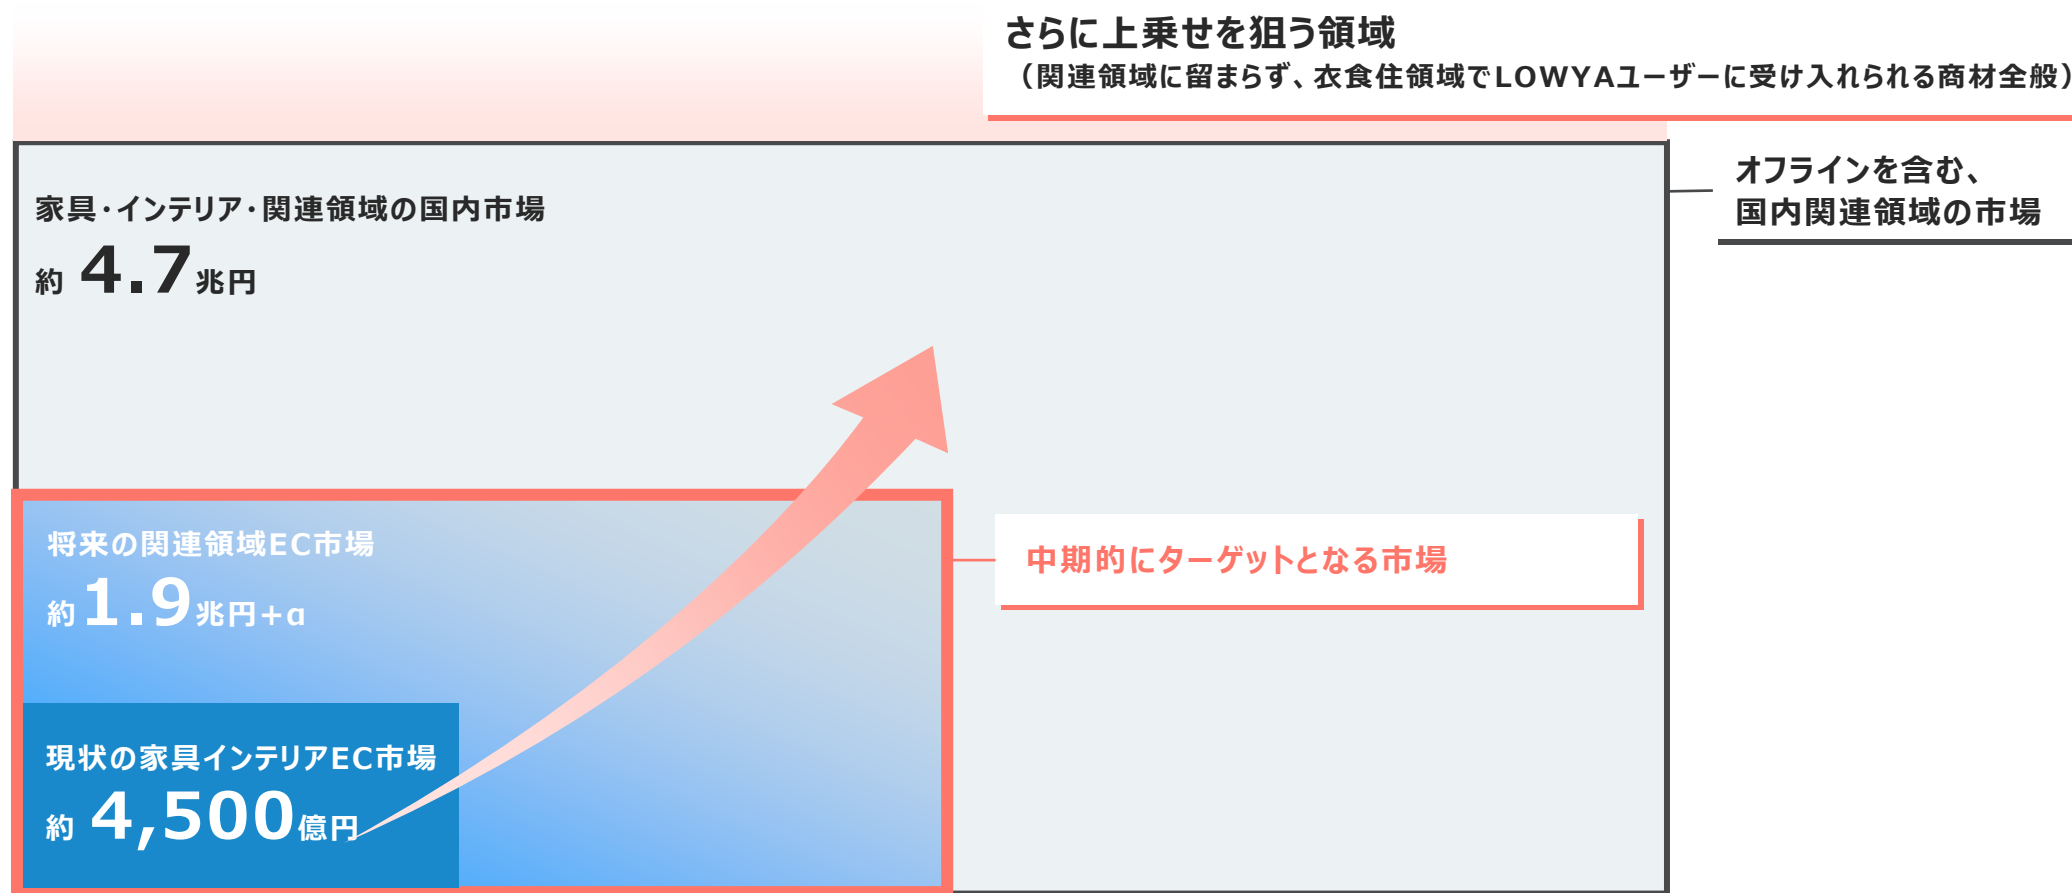 さらに上乗せを狙う領域
（関連領域に留まらず、衣食住領域でLOWYAユーザーに受け入れられる商材全般）
オフラインを含む、
国内関連領域の市場
家具・インテリア・関連領域の国内市場
約 4.7兆円
将来の関連領域EC市場
約1.9兆円+α
中期的にターゲットとなる市場
現状の家具インテリアEC市場
約 4,500億円